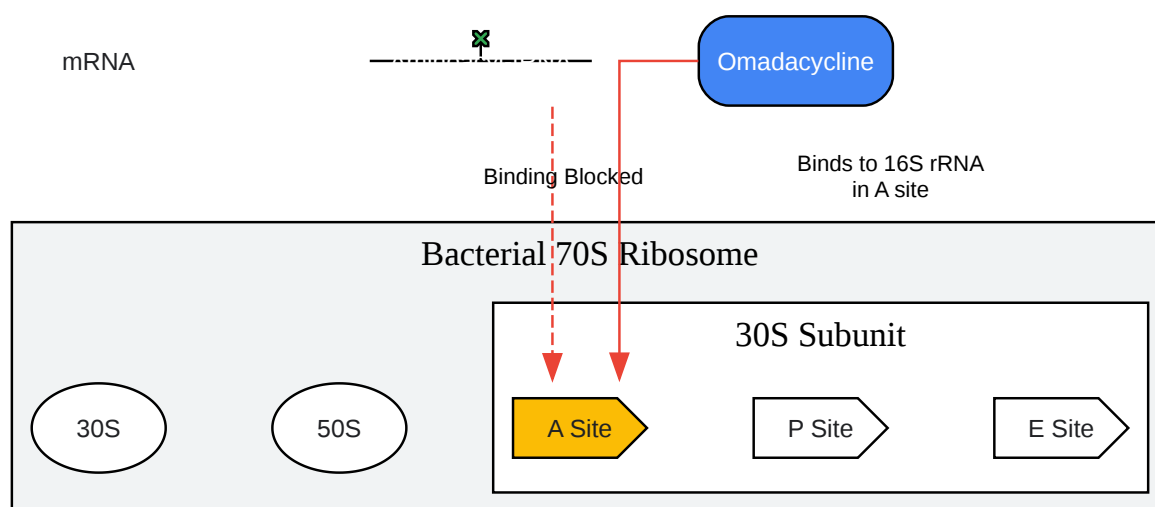 mRNA
Omadacycline
Binding Blocked
Binds to 16S rRNA
in A site
Bacterial 70S Ribosome
30S Subunit
30S
50S
A Site
P Site
E Site